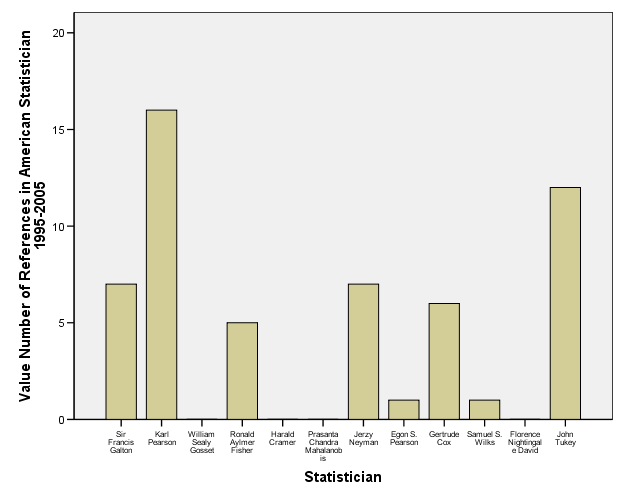 Value Number of References in American Statistician
1995-2005
20
15
10
5
0
Sir
Francis
Galton
Karl
Pearson
William
Sealy
Gosset
Ronald
Aylmer
Fisher
Harald
Cramer
Prasanta
Chandra
Mahalanob
is
Jerzy
Neyman
Egon S.
Pearson
Gertrude
Cox
Samuel S.
Wilks
Florence
Nightingal
e David
John
Tukey
Statistician